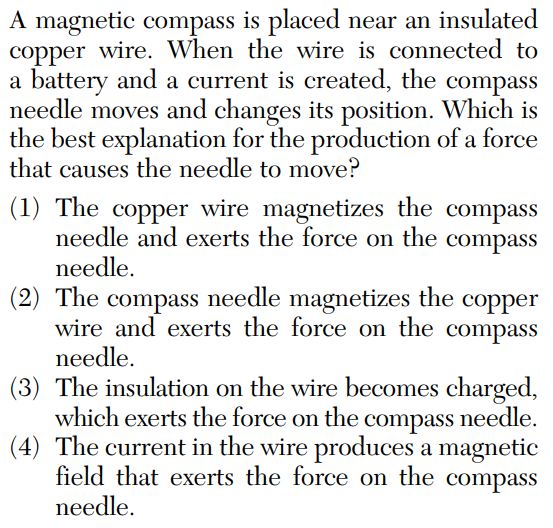 A magnetic compass is placed near an insulated
copper wire. When the wire is connected to
a battery and a current is created, the compass
needle moves and changes its position. Which is
the best explanation for the production of a force
that causes the needle to move?
(1) The copper wire magnetizes the compass
needle and exerts the force on the compass
needle.
(2) The compass needle magnetizes the copper
wire and exerts the force on the compass
needle.
(3) The insulation on the wire becomes charged,
which exerts the force on the compass needle.
(4) The current in the wire produces a magnetic
field that exerts the force on the compass
needle.